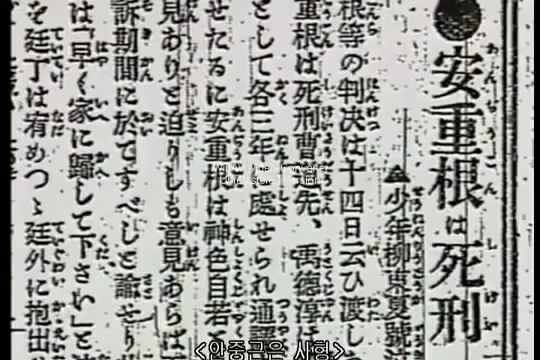 ●安重根は死刑
▲少年柳東夏號
根等の判决は十四日云ひ渡し
重根は死刑曹
先、禹德淳は
として各三年
處せられ通譯
せたるに安重根は神色自若と
見ありと迫りしも意見あらば
訴期間に於てすべしと諭せり
は「早く家に歸して下さい」と
を廷丁は宥めつゝ廷外に抱出
<안중근은 사형>